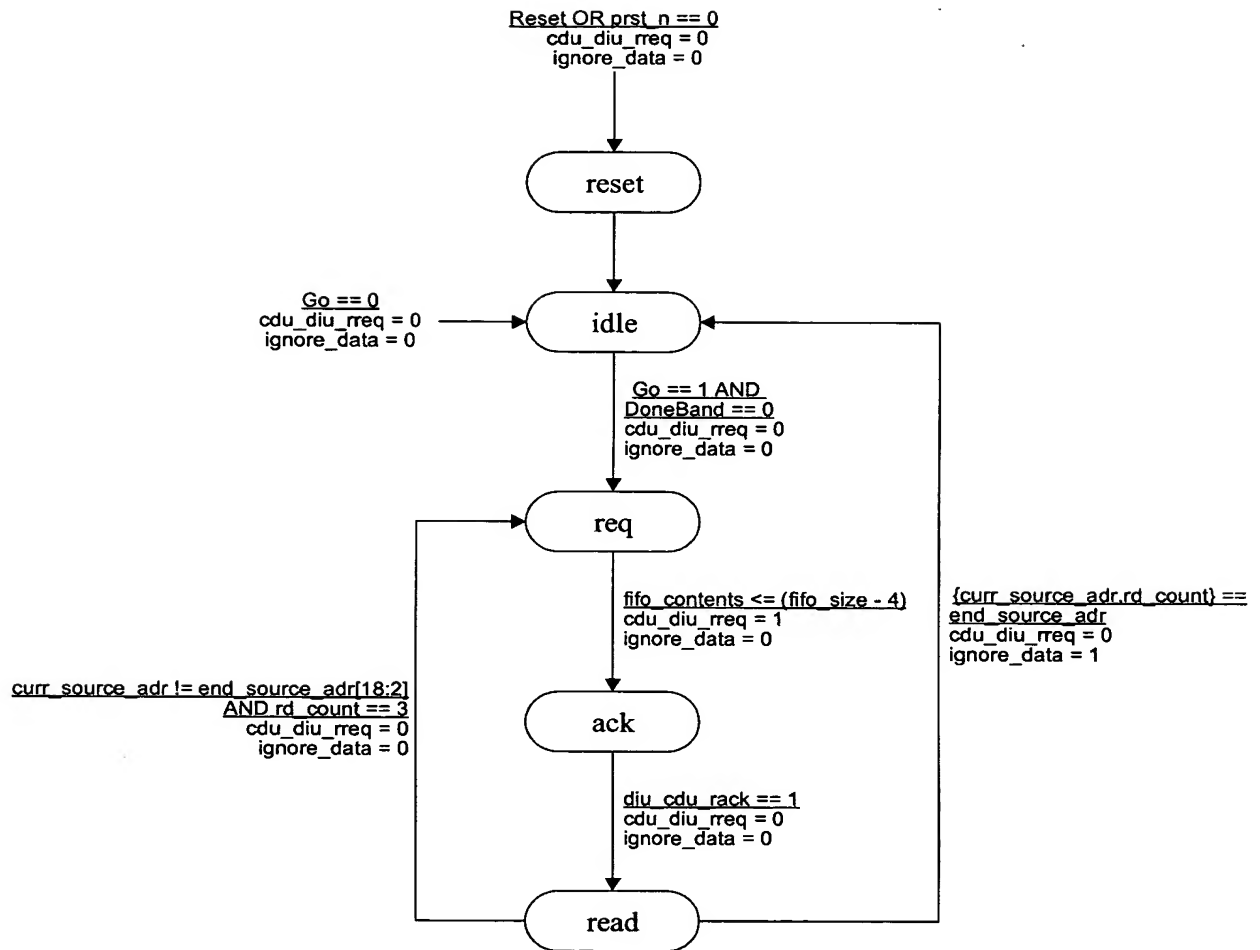 Reset OR prst_n == 0
cdu_diu_rreq = 0
ignore_data = 0
reset
Go == 0
cdu_diu_rreq = 0
ignore_data = 0
idle
Go == 1 AND
DoneBand == 0
cdu_diu_rreq = 0
ignore_data = 0
req
fifo_contents <= (fifo_size - 4)
cdu_diu_rreq = 1
ignore_data = 0
{curr_source_adr,rd_count} ==
end_source_adr
cdu_diu_rreq = 0
ignore_data = 1
curr_source_adr != end_source_adr[18:2]
AND rd_count == 3
cdu_diu_rreq = 0
ignore_data = 0
ack
diu_cdu_rack == 1
cdu_diu_rreq = 0
ignore_data = 0
read